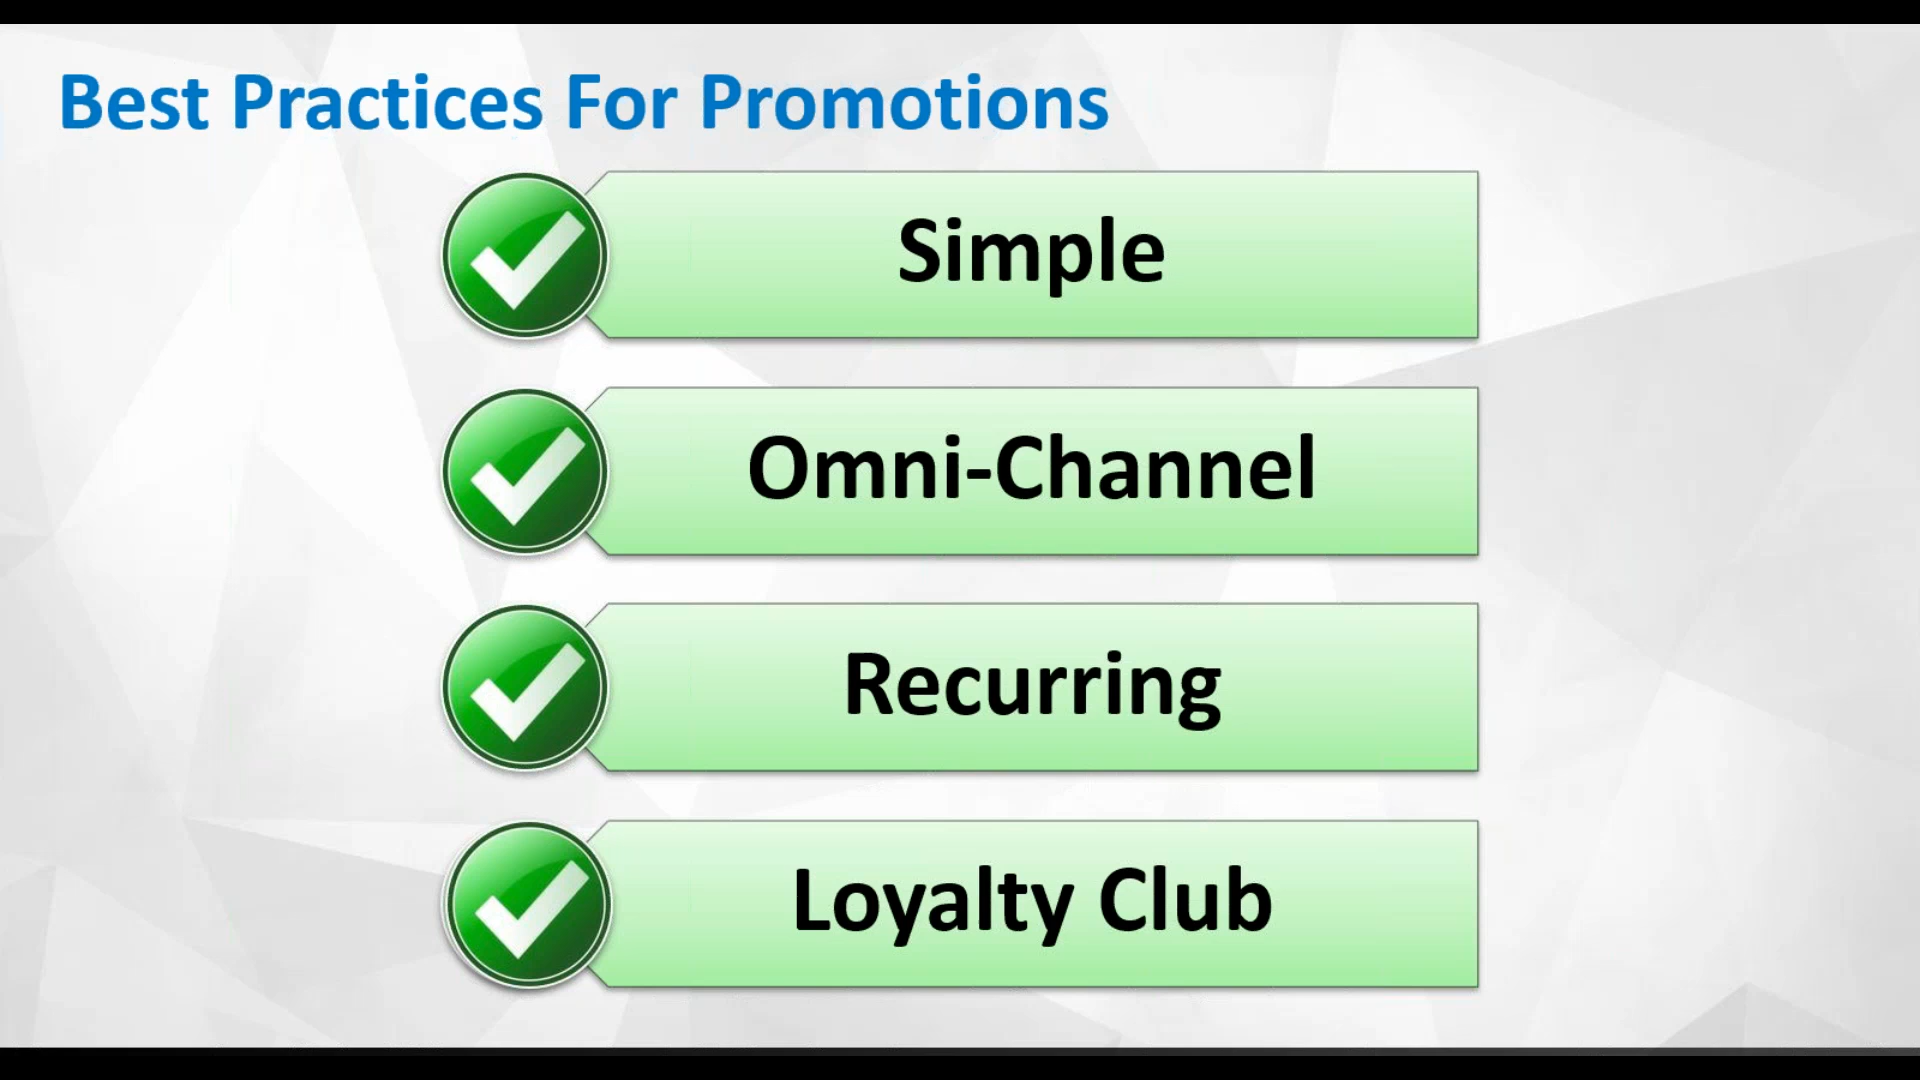 Best Practices For Promotions
Simple
Omni-Channel
Recurring
Loyalty Club